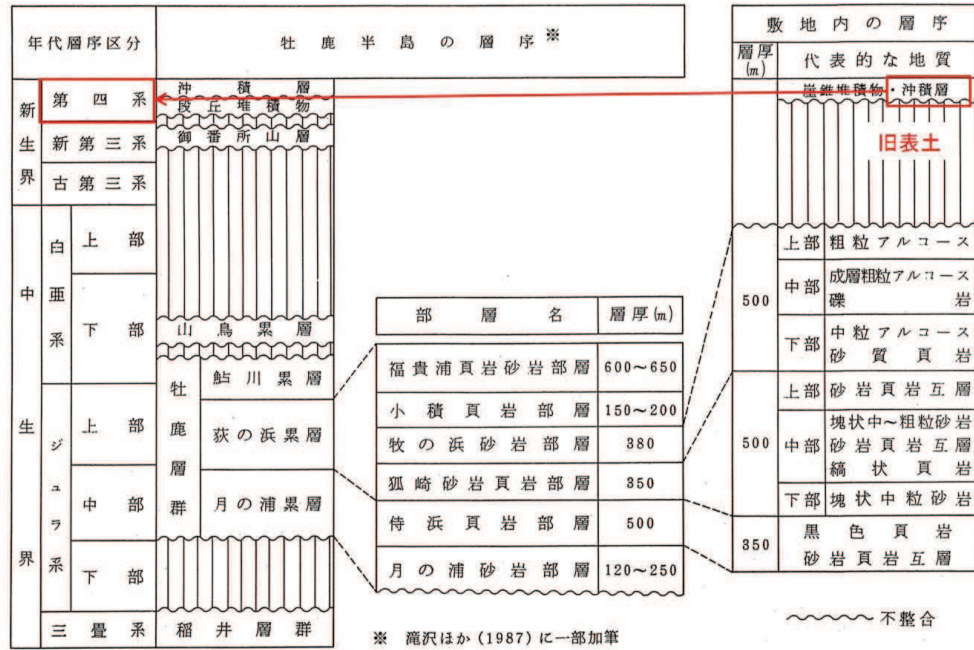 年代層序区分
牡鹿半島の層序※
敷地内の層序
層厚(m)
代表的な地質
新生界
第四系
新第三系
古第三系
沖積層
段丘堆積物
御番所山層
崖錐堆積物・沖積層
旧表土
中生界
白亜系
上部
下部
山鳥累層
ジュラ系
上部
中部
下部
牡鹿層群
鮎川累層
荻の浜累層
月の浦累層
三畳系
稲井層群
部層名
層厚(m)
福貴浦頁岩砂岩部層 600~650
小積頁岩部層 150~200
牧の浜砂岩部層 380
狐崎砂岩頁岩部層 350
侍浜頁岩部層 500
月の浦砂岩部層 120~250
500
上部 粗粒アルコース
中部 成層粗粒アルコース
礫岩
下部 中粒アルコース
砂質頁岩
500
上部 砂岩頁岩互層
中部 塊状中~粗粒砂岩
砂岩頁岩互層
縞状頁岩
下部 塊状中粒砂岩
350
黒色頁岩
砂岩頁岩互層
不整合
※ 滝沢ほか(1987)に一部加筆